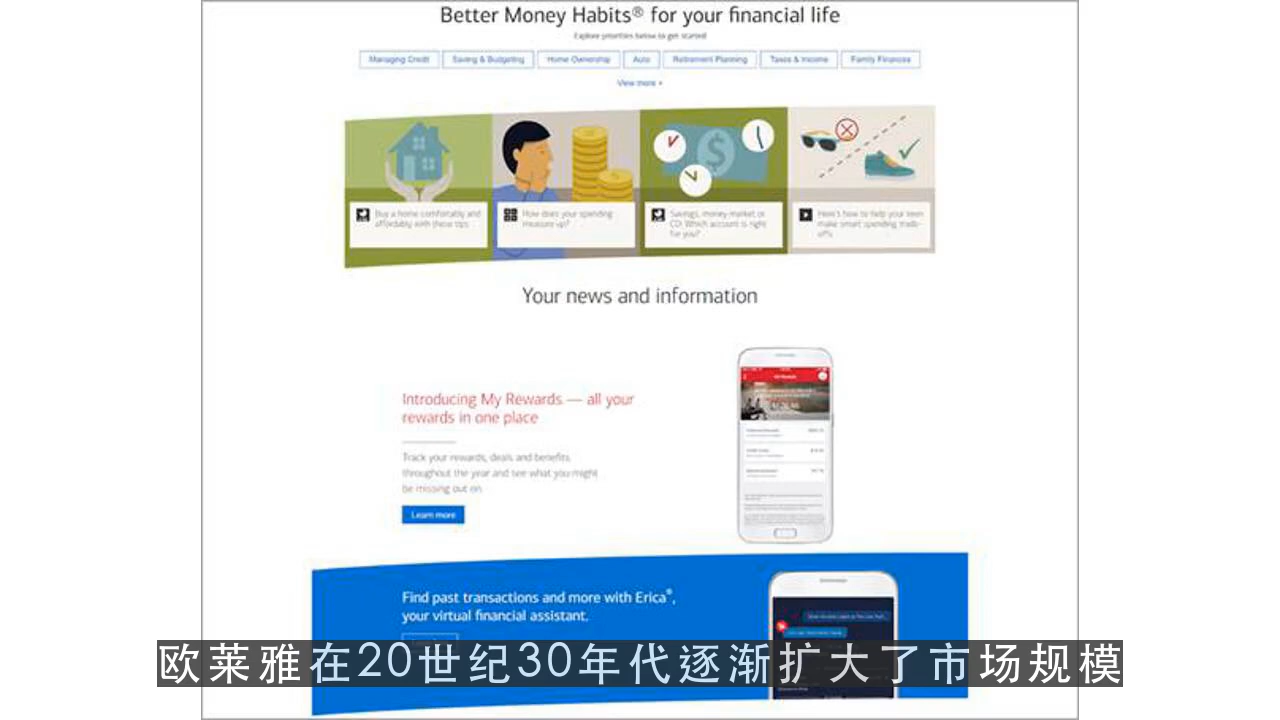 Better Money Habits® for your financial life
Explore priorities below to get started
Managing Credit
Saving & Budgeting
Home Ownership
Auto
Retirement Planning
Taxes & Income
Family Finances
View more »
Buy a home comfortably and
affordably with these tips
How does your spending
measure up?
Savings, money market or
CD: Which account is right
for you?
Here's how to help your teen
make smart spending trade-
offs
Your news and information
Introducing My Rewards — all your
rewards in one place
Track your rewards, deals and benefits
throughout the year and see what you might
be missing out on.
Learn more
Find past transactions and more with Erica®,
your virtual financial assistant.
欧莱雅在20世纪30年代逐渐扩大了市场规模